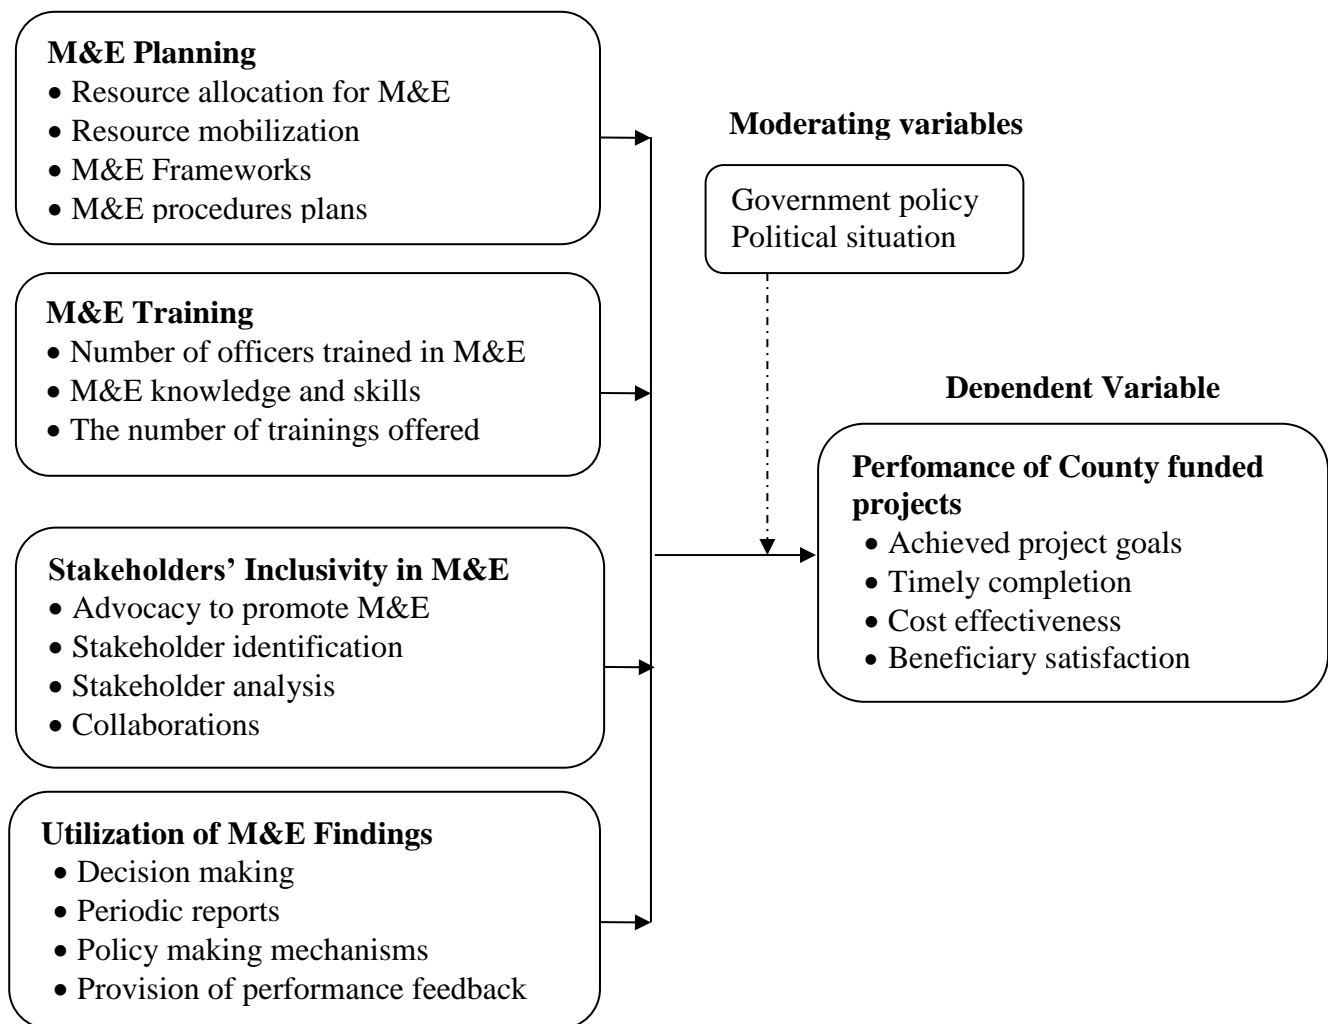 M&E Planning
• Resource allocation for M&E
• Resource mobilization
• M&E Frameworks
• M&E procedures plans
Moderating variables
Government policy
Political situation
M&E Training
• Number of officers trained in M&E
• M&E knowledge and skills
• The number of trainings offered
Dependent Variable
Perfomance of County funded
projects
• Achieved project goals
• Timely completion
• Cost effectiveness
• Beneficiary satisfaction
Stakeholders’ Inclusivity in M&E
• Advocacy to promote M&E
• Stakeholder identification
• Stakeholder analysis
• Collaborations
Utilization of M&E Findings
• Decision making
• Periodic reports
• Policy making mechanisms
• Provision of performance feedback